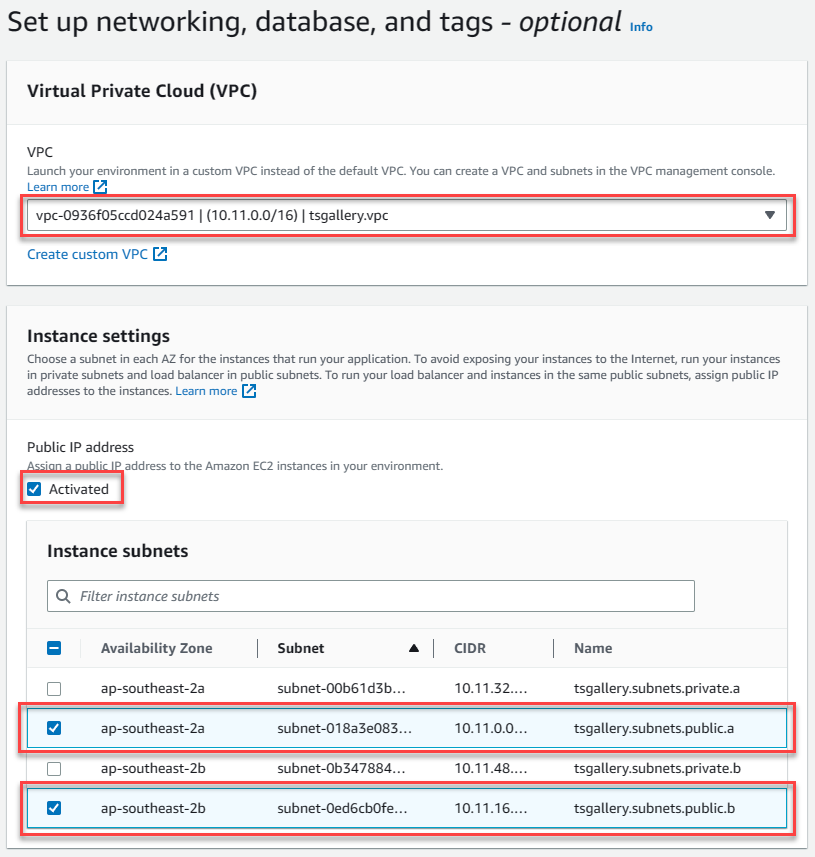 Set up networking, database, and tags - optional Info
Virtual Private Cloud (VPC)
VPC
Launch your environment in a custom VPC instead of the default VPC. You can create a VPC and subnets in the VPC management console.
Learn more
vpc-0936f05ccd024a591 | (10.11.0.0/16) | tsgallery.vpc
Create custom VPC
Instance settings
Choose a subnet in each AZ for the instances that run your application. To avoid exposing your instances to the Internet, run your instances
in private subnets and load balancer in public subnets. To run your load balancer and instances in the same public subnets, assign public IP
addresses to the instances. Learn more
Public IP address
Assign a public IP address to the Amazon EC2 instances in your environment.
Activated
Instance subnets
Filter instance subnets
Availability Zone Subnet CIDR Name
ap-southeast-2a subnet-00b61d3b... 10.11.32.... tsgallery.subnets.private.a
ap-southeast-2a subnet-018a3e083... 10.11.0.0... tsgallery.subnets.public.a
ap-southeast-2b subnet-0b347884... 10.11.48.... tsgallery.subnets.private.b
ap-southeast-2b subnet-0ed6cb0fe... 10.11.16.... tsgallery.subnets.public.b